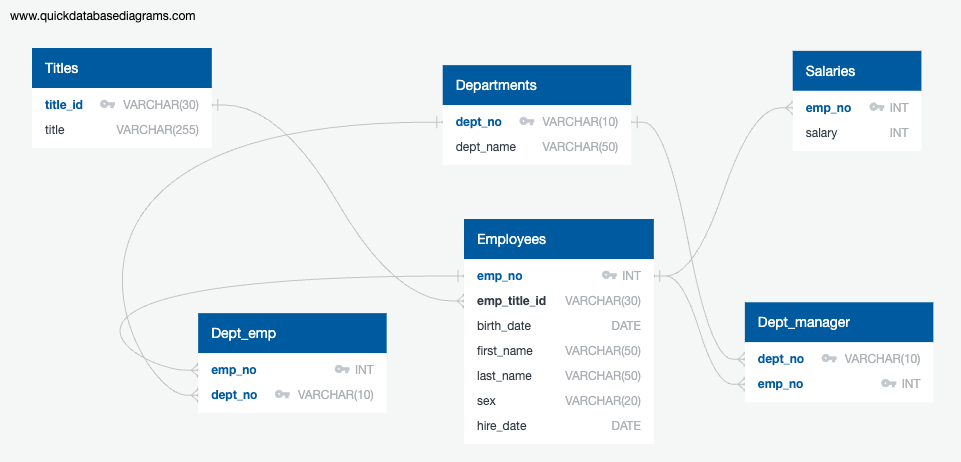 www.quickdatabasediagrams.com
Titles
title_id VARCHAR(30)
title VARCHAR(255)
Departments
dept_no VARCHAR(10)
dept_name VARCHAR(50)
Salaries
emp_no INT
salary INT
Employees
emp_no INT
emp_title_id VARCHAR(30)
birth_date DATE
first_name VARCHAR(50)
last_name VARCHAR(50)
sex VARCHAR(20)
hire_date DATE
Dept_emp
emp_no INT
dept_no VARCHAR(10)
Dept_manager
dept_no VARCHAR(10)
emp_no INT